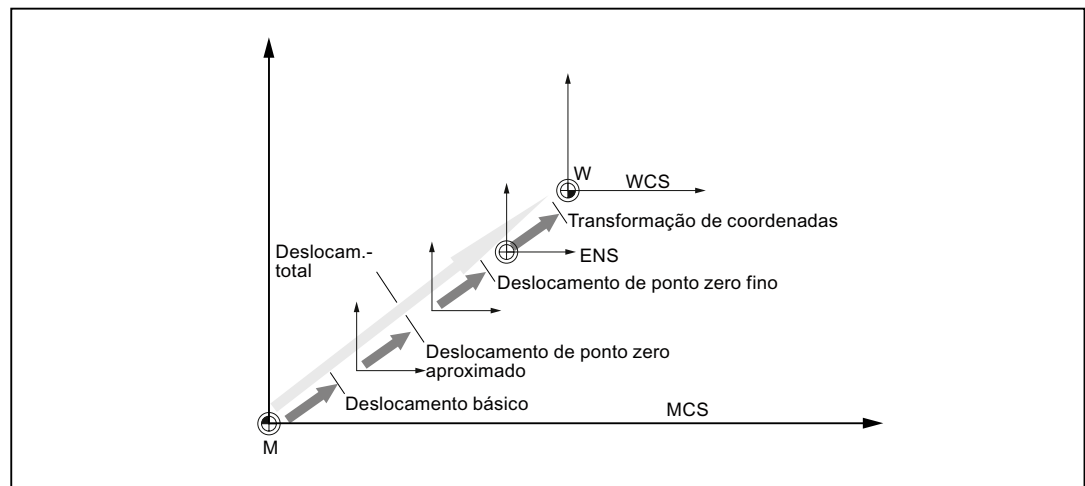 W
WCS
Transformação de coordenadas
Deslocam.-
total
ENS
Deslocamento de ponto zero fino
Deslocamento de ponto zero
aproximado
Deslocamento básico
MCS
M